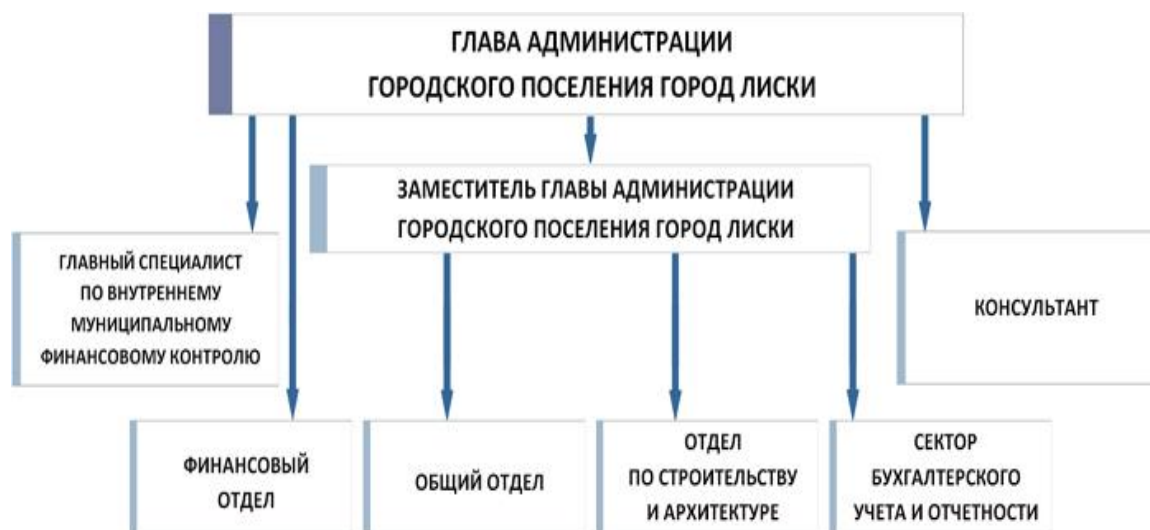 ГЛАВА АДМИНИСТРАЦИИ
ГОРОДСКОГО ПОСЕЛЕНИЯ ГОРОД ЛИСКИ
ЗАМЕСТИТЕЛЬ ГЛАВЫ АДМИНИСТРАЦИИ
ГОРОДСКОГО ПОСЕЛЕНИЯ ГОРОД ЛИСКИ
ГЛАВНЫЙ СПЕЦИАЛИСТ
ПО ВНУТРЕННЕМУ
МУНИЦИПАЛЬНОМУ
ФИНАНСОВОМУ КОНТРОЛЮ
КОНСУЛЬТАНТ
ФИНАНСОВЫЙ
ОТДЕЛ
ОБЩИЙ ОТДЕЛ
ОТДЕЛ
ПО СТРОИТЕЛЬСТВУ
И АРХИТЕКТУРЕ
СЕКТОР
БУХГАЛТЕРСКОГО
УЧЕТА И ОТЧЕТНОСТИ